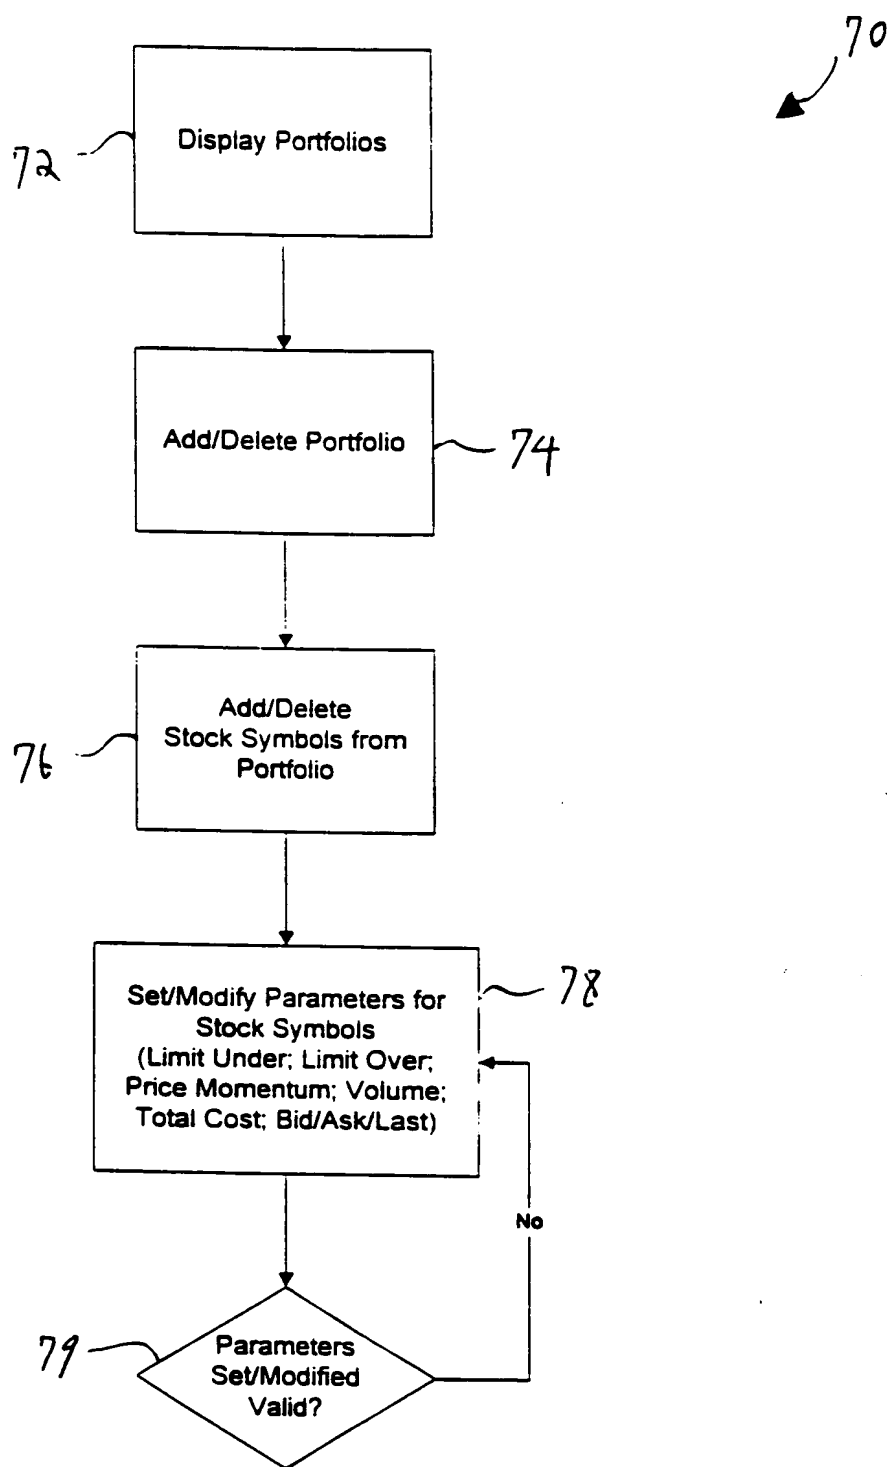 70
Display Portfolios
72
Add/Delete Portfolio
74
Add/Delete
Stock Symbols from
Portfolio
76
Set/Modify Parameters for
Stock Symbols
(Limit Under; Limit Over;
Price Momentum; Volume;
Total Cost; Bid/Ask/Last)
78
No
Parameters
Set/Modified
Valid?
79